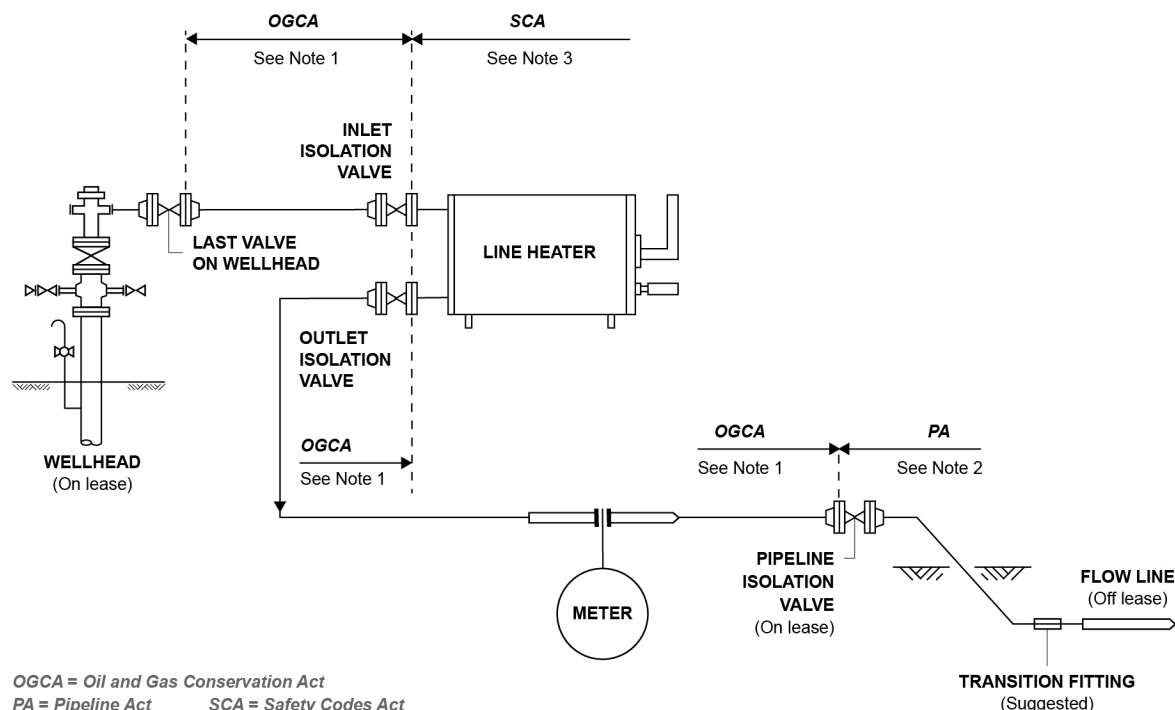 OGCA
SCA
See Note 1
See Note 3
INLET
ISOLATION
VALVE
LAST VALVE
ON WELLHEAD
LINE HEATER
OUTLET
ISOLATION
VALVE
OGCA
See Note 1
WELLHEAD
(On lease)
OGCA
PA
See Note 1
See Note 2
PIPELINE
ISOLATION
VALVE
(On lease)
METER
FLOW LINE
(Off lease)
TRANSITION FITTING
(Suggested)
OGCA = Oil and Gas Conservation Act
PA = Pipeline Act SCA = Safety Codes Act